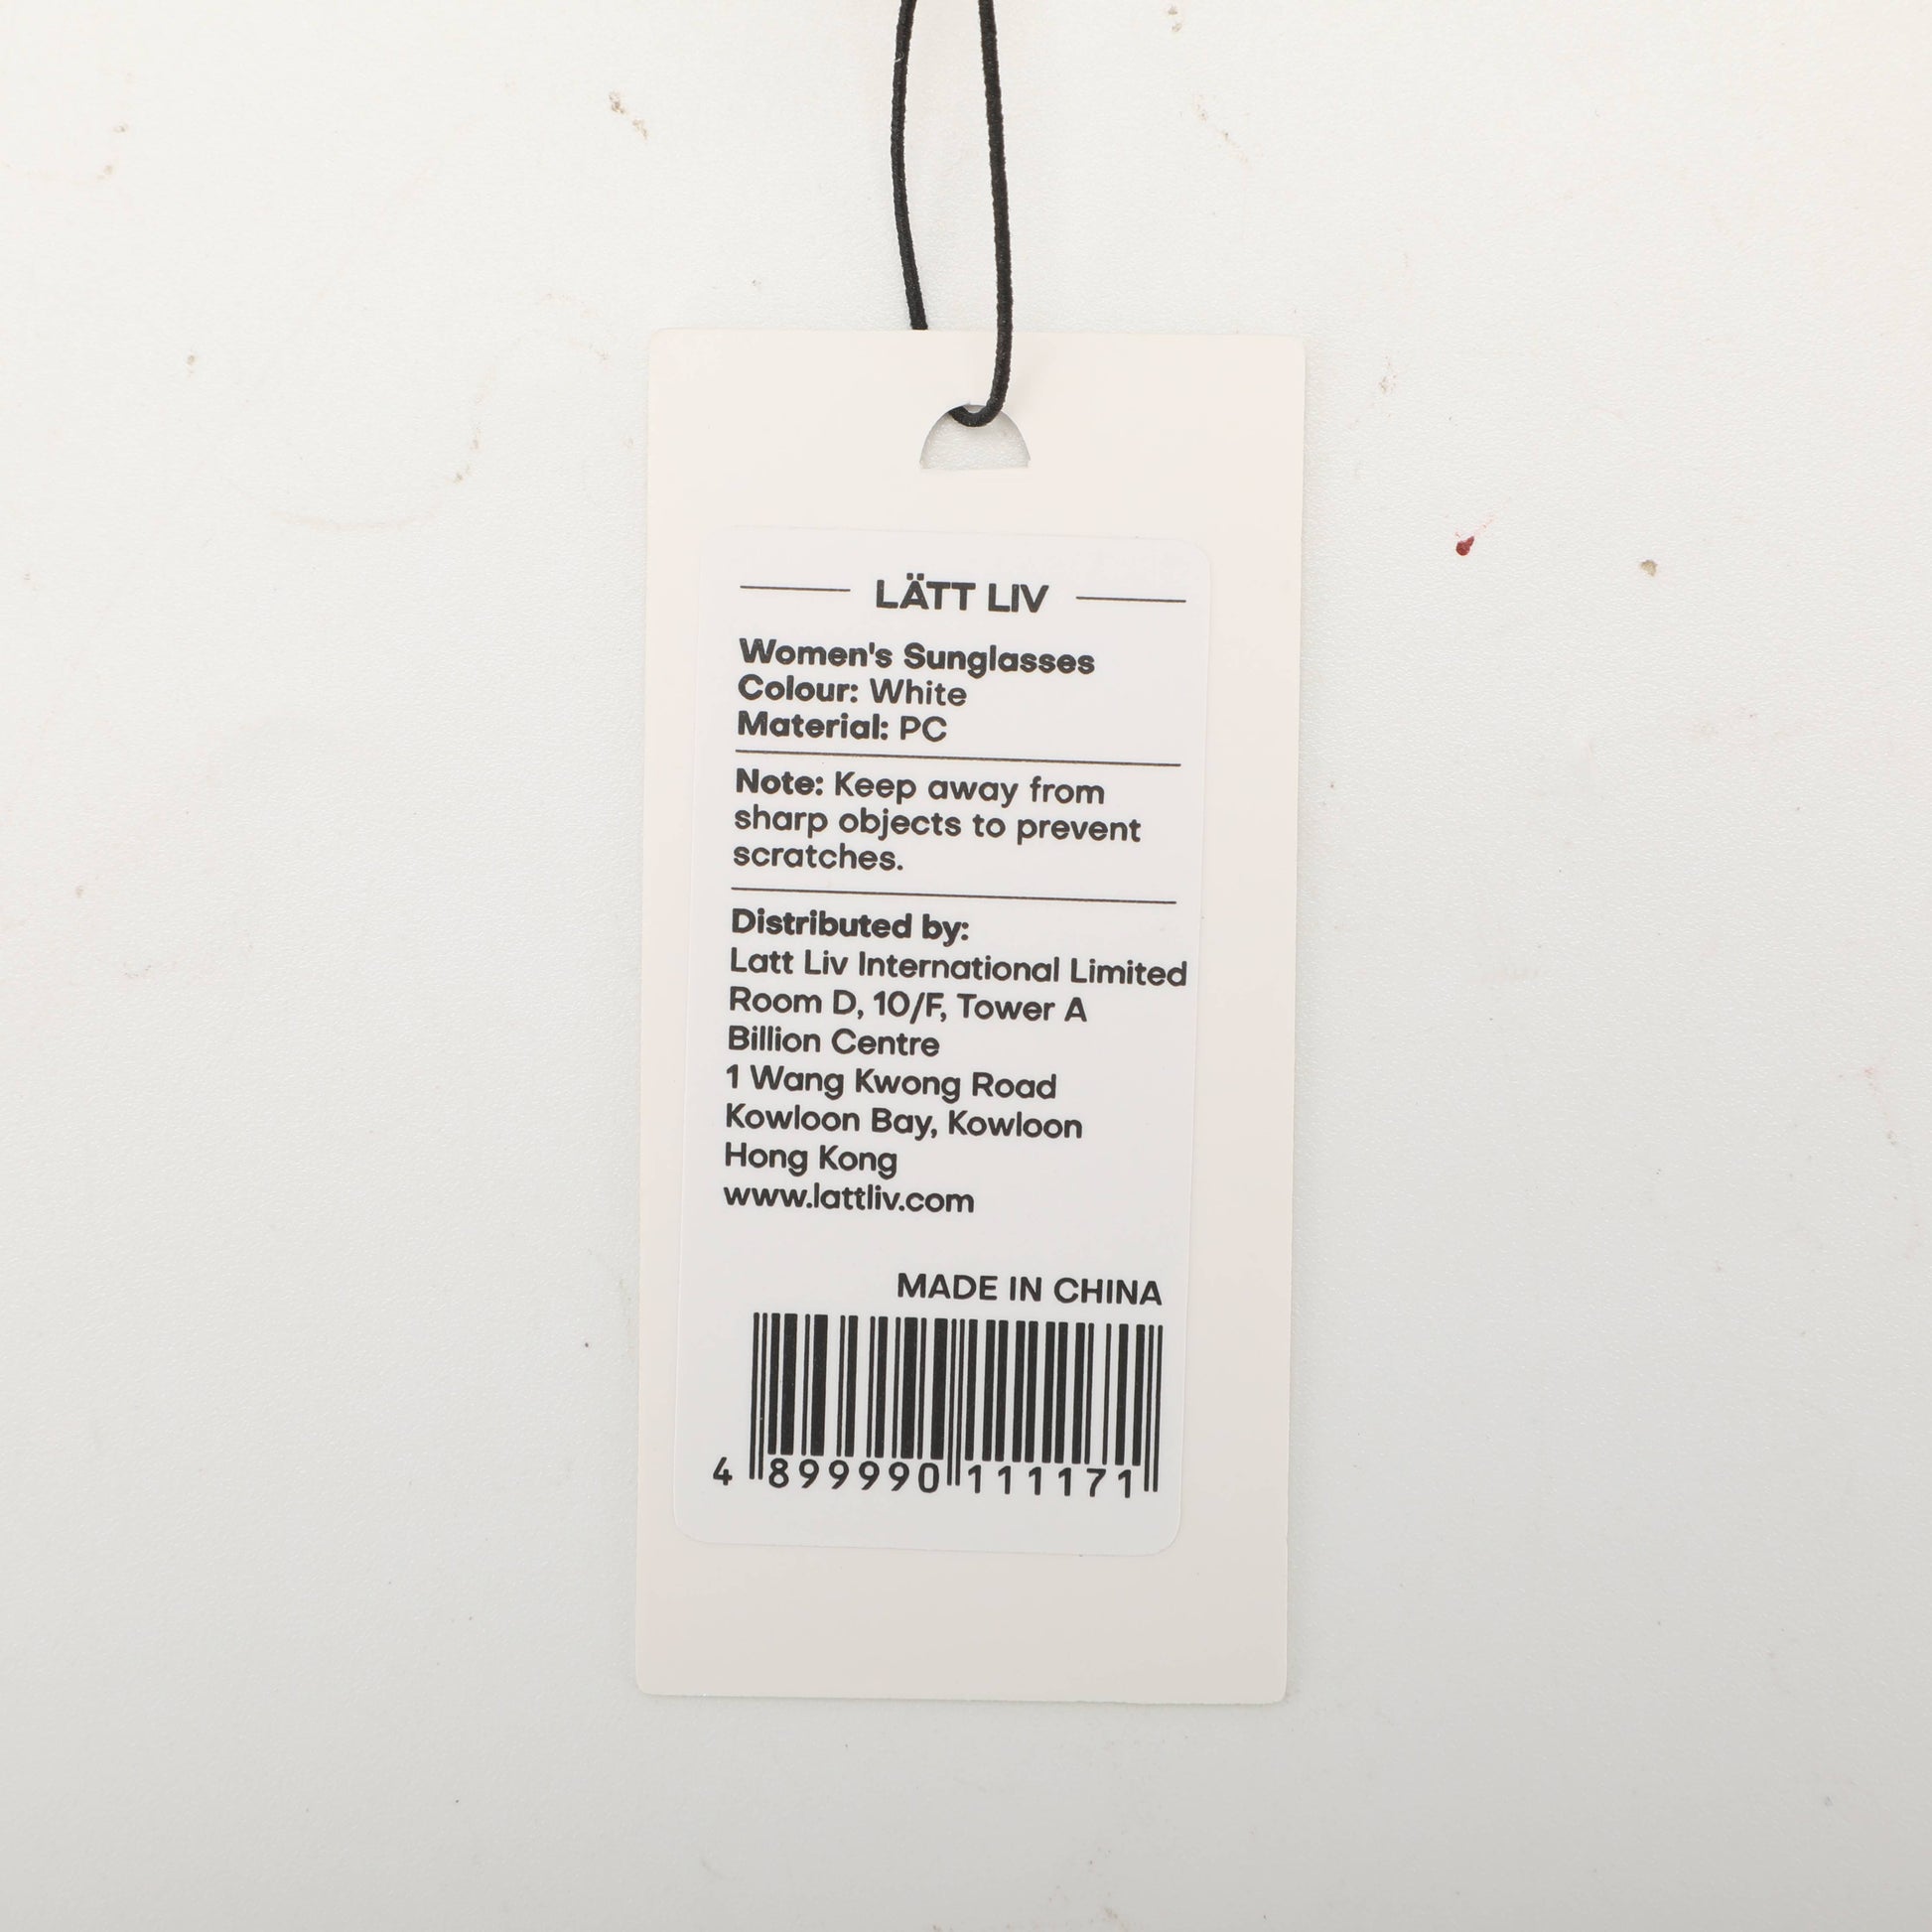 LÄTT LIV
Women's Sunglasses
Colour: White
Material: PC
Note: Keep away from
sharp objects to prevent
scratches.
Distributed by:
Latt Liv International Limited
Room D, 10/F, Tower A
Billion Centre
1 Wang Kwong Road
Kowloon Bay, Kowloon
Hong Kong
www.lattliv.com
MADE IN CHINA
4 899990 111171